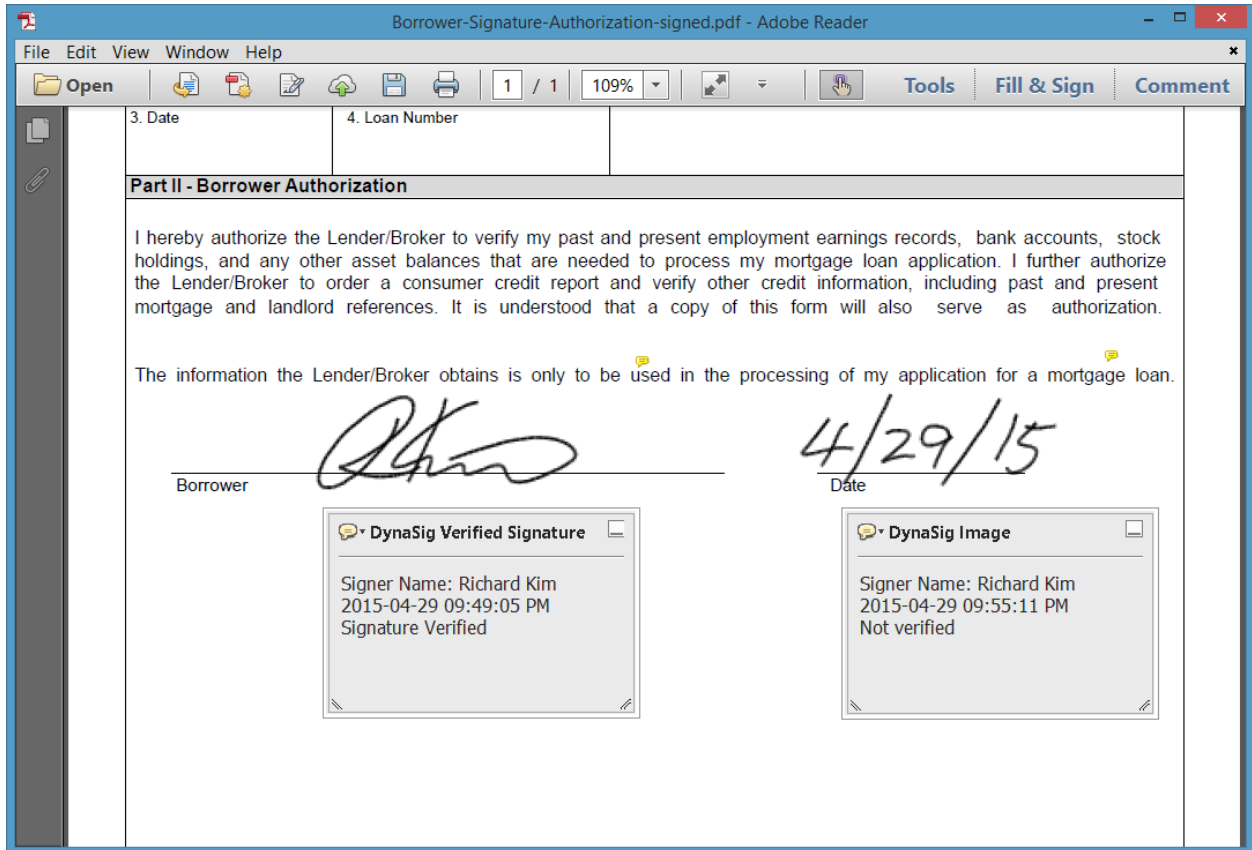 Borrower-Signature-Authorization-signed.pdf - Adobe Reader
File Edit View Window Help
Open 1 / 1 109% Tools Fill & Sign Comment
3. Date 4. Loan Number
Part II - Borrower Authorization
I hereby authorize the Lender/Broker to verify my past and present employment earnings records, bank accounts, stock
holdings, and any other asset balances that are needed to process my mortgage loan application. I further authorize
the Lender/Broker to order a consumer credit report and verify other credit information, including past and present
mortgage and landlord references. It is understood that a copy of this form will also serve as authorization.
The information the Lender/Broker obtains is only to be used in the processing of my application for a mortgage loan.
4/29/15
Borrower Date
DynaSig Verified Signature
Signer Name: Richard Kim
2015-04-29 09:49:05 PM
Signature Verified
DynaSig Image
Signer Name: Richard Kim
2015-04-29 09:55:11 PM
Not verified